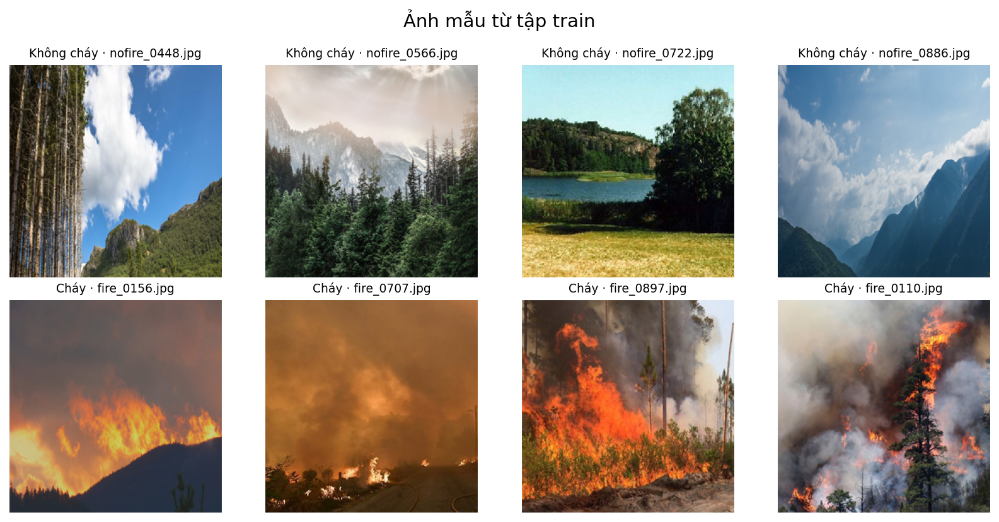 Ảnh mẫu từ tập train
Không cháy · nofire_0448.jpg
Không cháy · nofire_0566.jpg
Không cháy · nofire_0722.jpg
Không cháy · nofire_0886.jpg
Cháy · fire_0156.jpg
Cháy · fire_0707.jpg
Cháy · fire_0897.jpg
Cháy · fire_0110.jpg